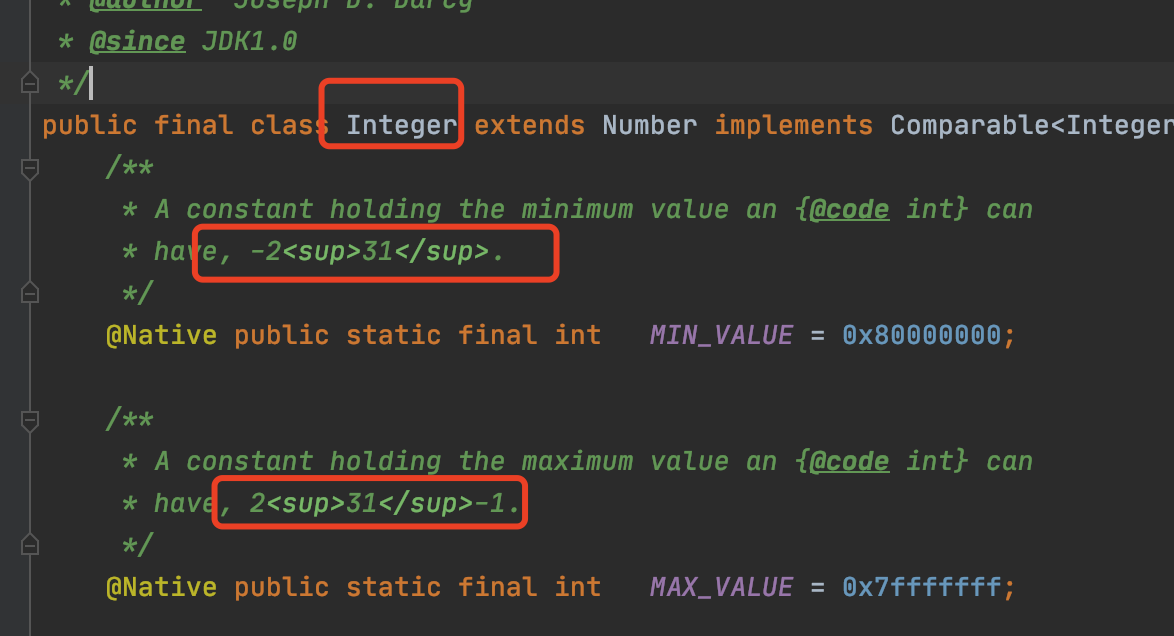 * @author  Joseph D. Darcy
* @since JDK1.0
*/
public final class Integer extends Number implements Comparable<Integer
/**
* A constant holding the minimum value an {@code int} can
* have, -2<sup>31</sup>.
*/
@Native public static final int   MIN_VALUE = 0x80000000;
/**
* A constant holding the maximum value an {@code int} can
* have, 2<sup>31</sup>-1.
*/
@Native public static final int   MAX_VALUE = 0x7fffffff;